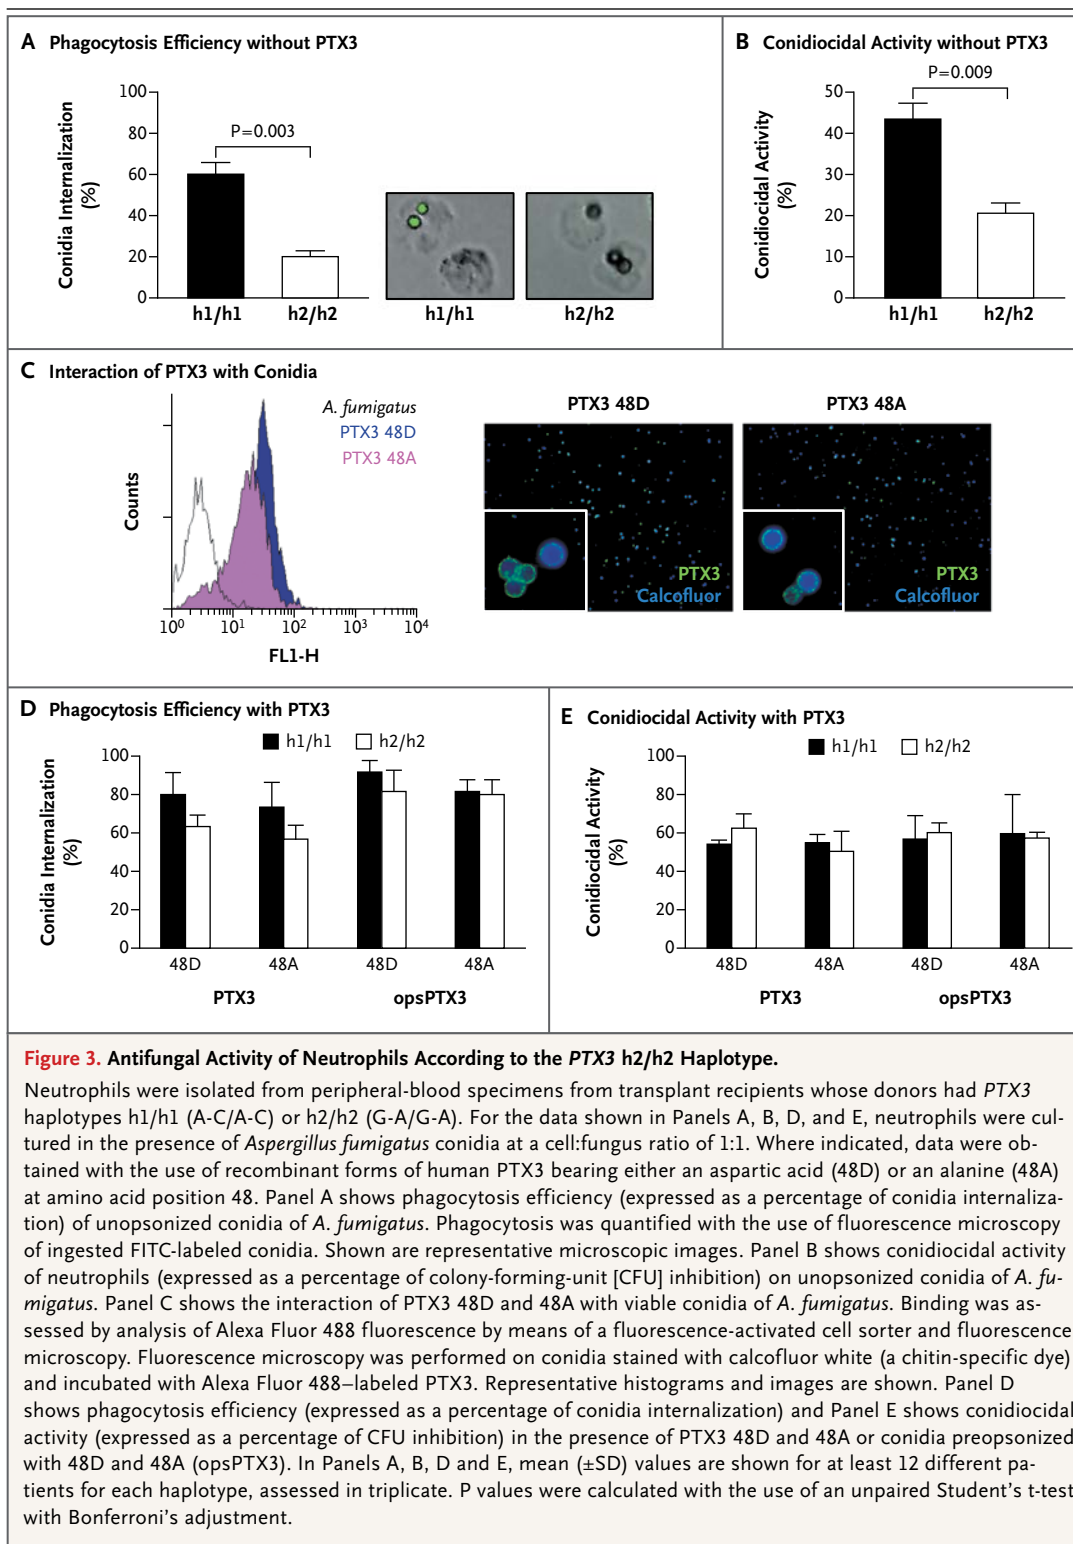 A Phagocytosis Efficiency without PTX3
Conidia Internalization
(%)
100
80
60
40
20
0
P=0.003
h1/h1
h2/h2
h1/h1
h2/h2
B Conidiocidal Activity without PTX3
Conidiocidal Activity
(%)
50
40
30
20
10
0
P=0.009
h1/h1
h2/h2
C Interaction of PTX3 with Conidia
Counts
A. fumigatus
PTX3 48D
PTX3 48A
10⁰
10¹
10²
10³
10⁴
FL1-H
PTX3 48D
PTX3
Calcofluor
PTX3 48A
PTX3
Calcofluor
D Phagocytosis Efficiency with PTX3
h1/h1
h2/h2
Conidia Internalization
(%)
100
80
60
40
20
0
48D
48A
48D
48A
PTX3
opsPTX3
E Conidiocidal Activity with PTX3
h1/h1
h2/h2
Conidiocidal Activity
(%)
100
80
60
40
20
0
48D
48A
48D
48A
PTX3
opsPTX3
Figure 3. Antifungal Activity of Neutrophils According to the PTX3 h2/h2 Haplotype.
Neutrophils were isolated from peripheral-blood specimens from transplant recipients whose donors had PTX3
haplotypes h1/h1 (A-C/A-C) or h2/h2 (G-A/G-A). For the data shown in Panels A, B, D, and E, neutrophils were cul-
tured in the presence of Aspergillus fumigatus conidia at a cell:fungus ratio of 1:1. Where indicated, data were ob-
tained with the use of recombinant forms of human PTX3 bearing either an aspartic acid (48D) or an alanine (48A)
at amino acid position 48. Panel A shows phagocytosis efficiency (expressed as a percentage of conidia internaliza-
tion) of unopsonized conidia of A. fumigatus. Phagocytosis was quantified with the use of fluorescence microscopy
of ingested FITC-labeled conidia. Shown are representative microscopic images. Panel B shows conidiocidal activity
of neutrophils (expressed as a percentage of colony-forming-unit [CFU] inhibition) on unopsonized conidia of A. fu-
migatus. Panel C shows the interaction of PTX3 48D and 48A with viable conidia of A. fumigatus. Binding was as-
sessed by analysis of Alexa Fluor 488 fluorescence by means of a fluorescence-activated cell sorter and fluorescence
microscopy. Fluorescence microscopy was performed on conidia stained with calcofluor white (a chitin-specific dye)
and incubated with Alexa Fluor 488–labeled PTX3. Representative histograms and images are shown. Panel D
shows phagocytosis efficiency (expressed as a percentage of conidia internalization) and Panel E shows conidiocidal
activity (expressed as a percentage of CFU inhibition) in the presence of PTX3 48D and 48A or conidia preopsonized
with 48D and 48A (opsPTX3). In Panels A, B, D and E, mean (±SD) values are shown for at least 12 different pa-
tients for each haplotype, assessed in triplicate. P values were calculated with the use of an unpaired Student's t-test
with Bonferroni's adjustment.